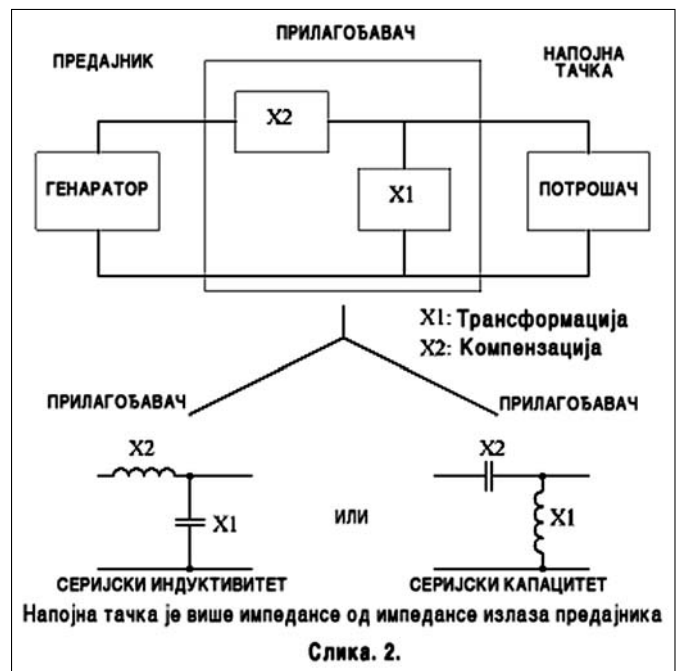 ПРИЛАГОЂАВАЧ
ПРЕДАЈНИК
НАПОЈНА
ТАЧКА
X2
ГЕНАРАТОР
X1
ПОТРОШАЧ
X1: Трансформација
X2: Компензација
ПРИЛАГОЂАВАЧ
ПРИЛАГОЂАВАЧ
X2
X2
X1
ИЛИ
X1
СЕРИЈСКИ ИНДУКТИВИТЕТ
СЕРИЈСКИ КАПАЦИТЕТ
Напојна тачка је више импедансе од импедансе излаза предајника
Слика. 2.